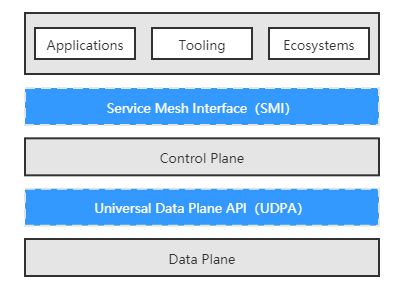 Applications Tooling Ecosystems
Service Mesh Interface（SMI）
Control Plane
Universal Data Plane API（UDPA）
Data Plane